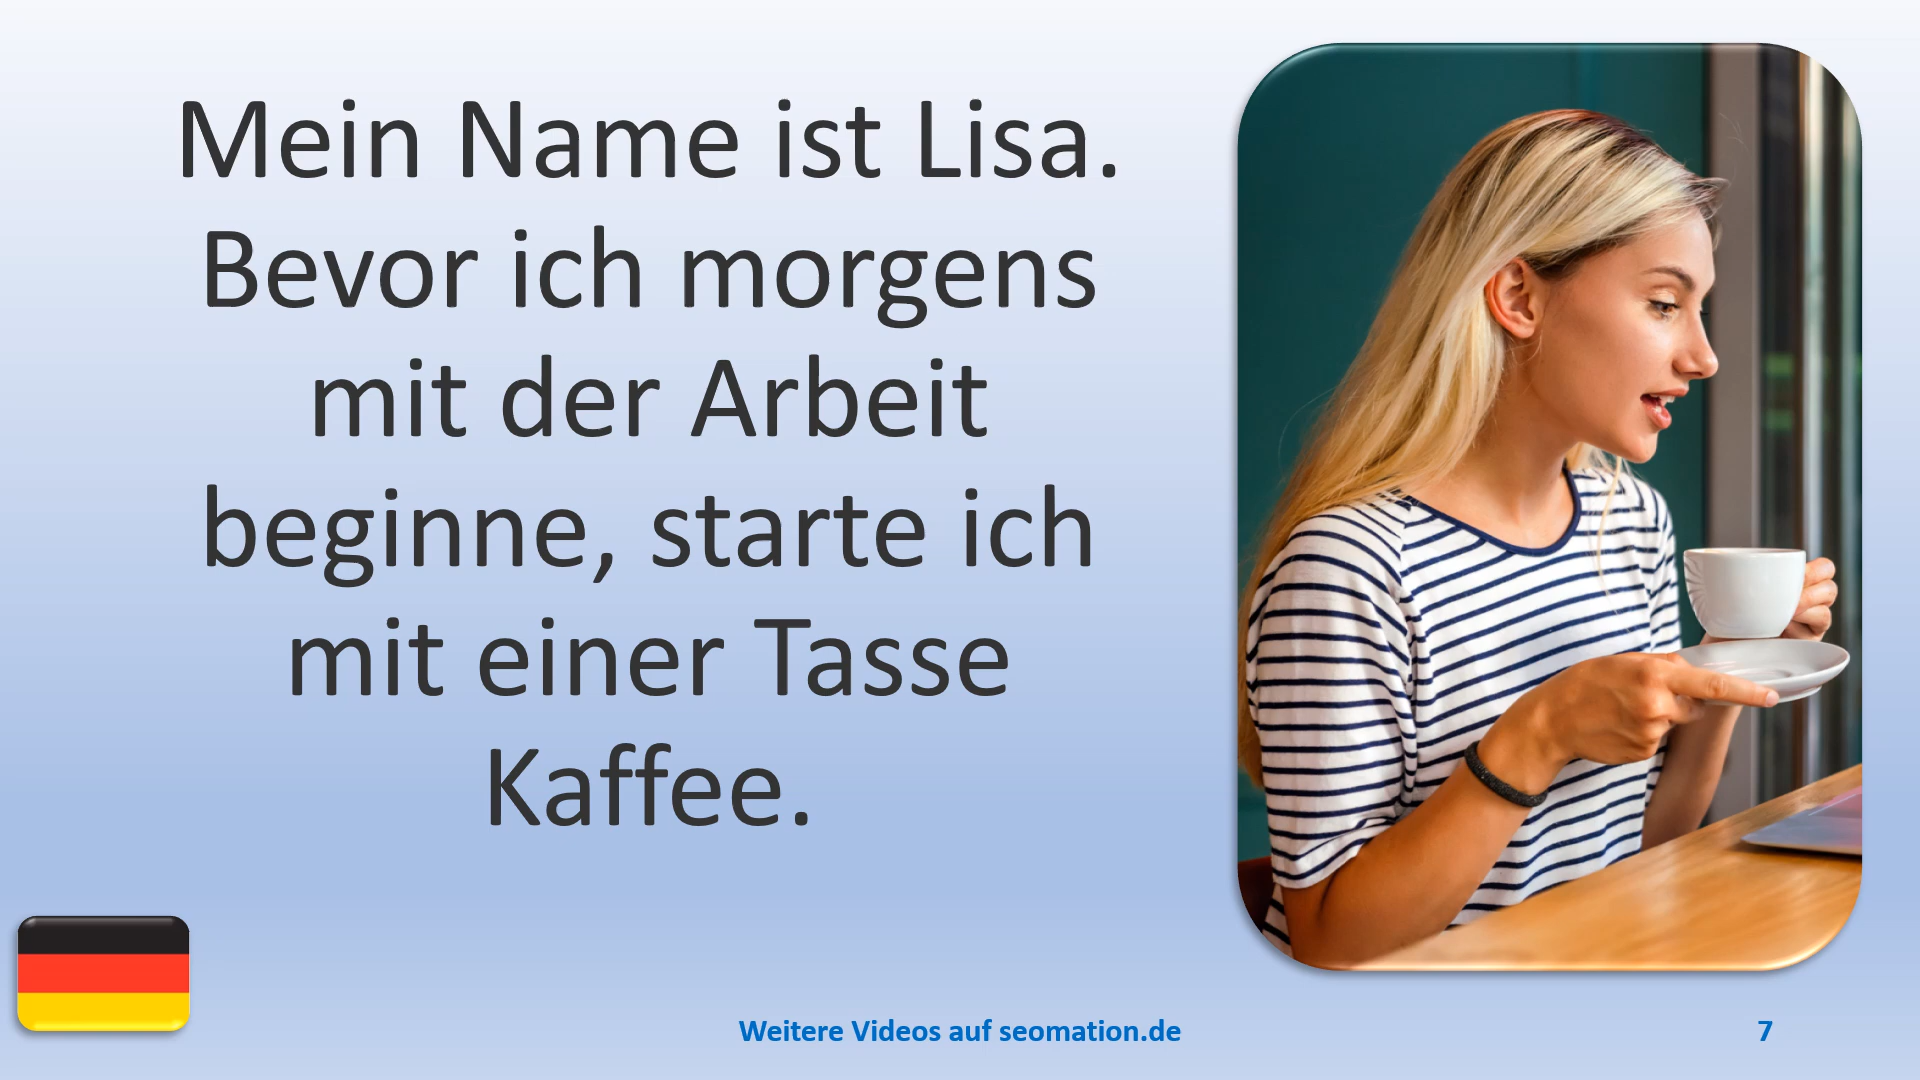 Mein Name ist Lisa.
Bevor ich morgens
mit der Arbeit
beginne, starte ich
mit einer Tasse
Kaffee.
Weitere Videos auf seomation.de
7